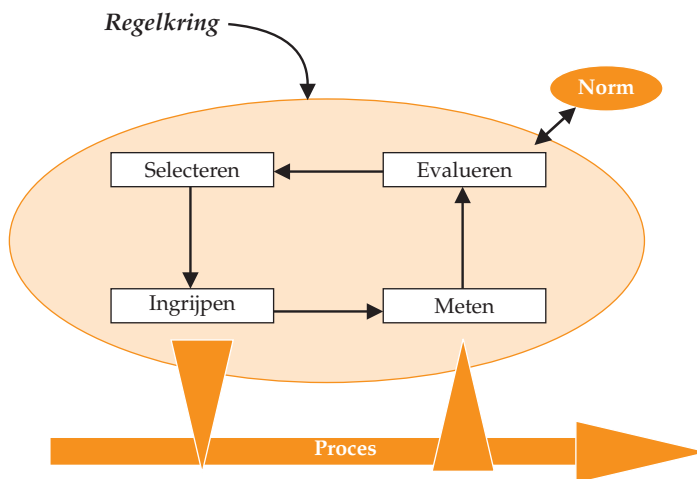 Regelkring
Norm
Selecteren
Evalueren
Ingrijpen
Meten
Proces